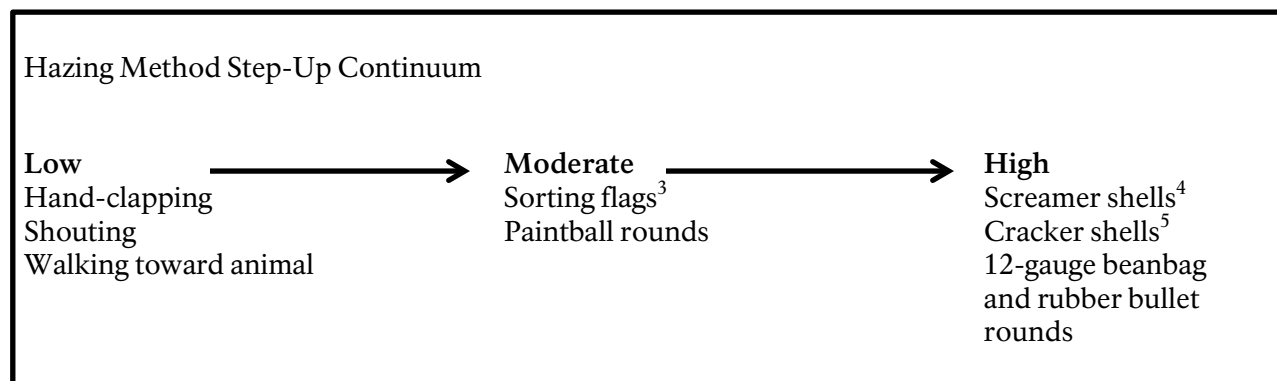 Hazing Method Step-Up Continuum
Low
Hand-clapping
Shouting
Walking toward animal
Moderate
Sorting flags³
Paintball rounds
High
Screamer shells⁴
Cracker shells⁵
12-gauge beanbag
and rubber bullet
rounds